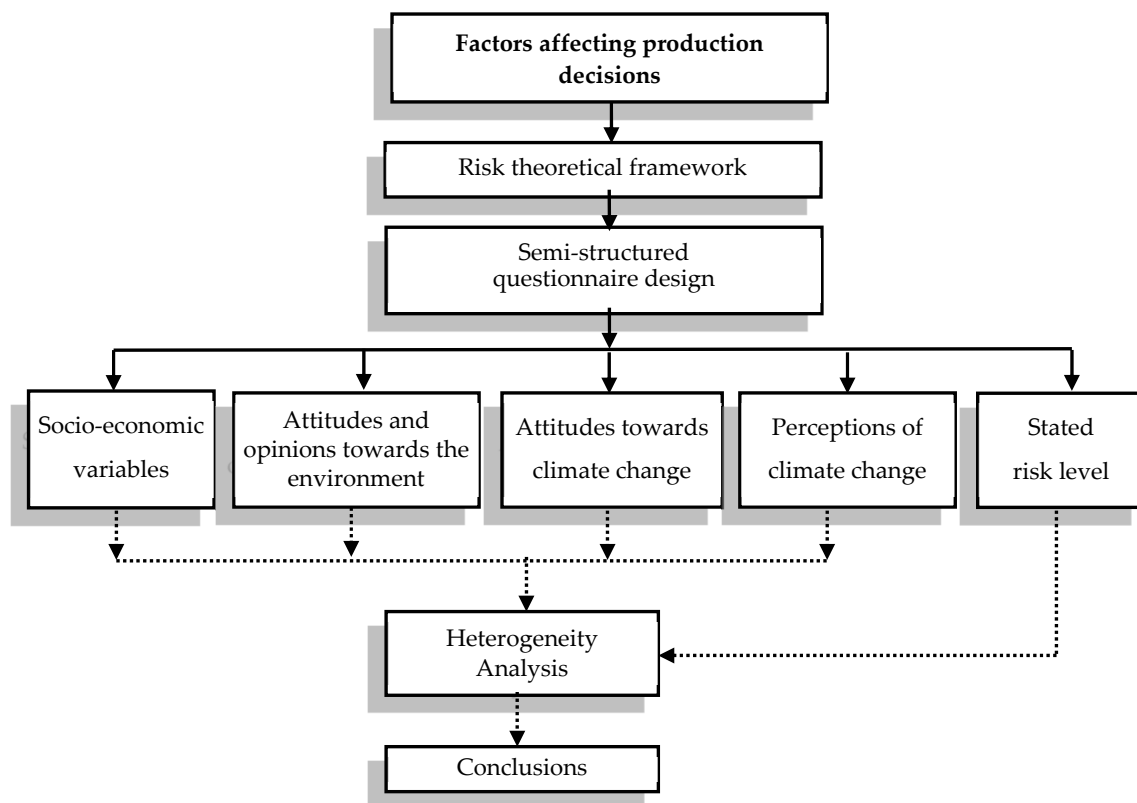 Factors affecting production
decisions
Risk theoretical framework
Semi-structured
questionnaire design
Socio-economic
variables
Attitudes and
opinions towards the
environment
Attitudes towards
climate change
Perceptions of
climate change
Stated
risk level
Heterogeneity
Analysis
Conclusions